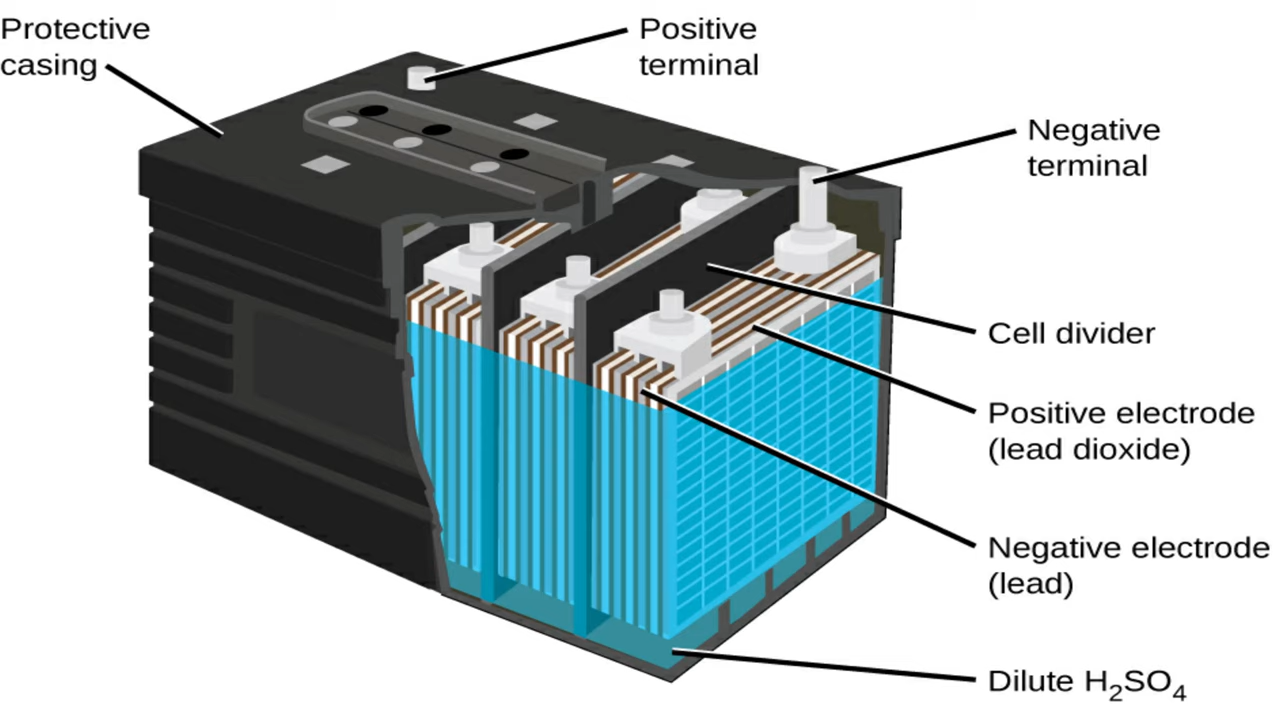 Protective
casing
Positive
terminal
Negative
terminal
Cell divider
Positive electrode
(lead dioxide)
Negative electrode
(lead)
Dilute H₂SO₄